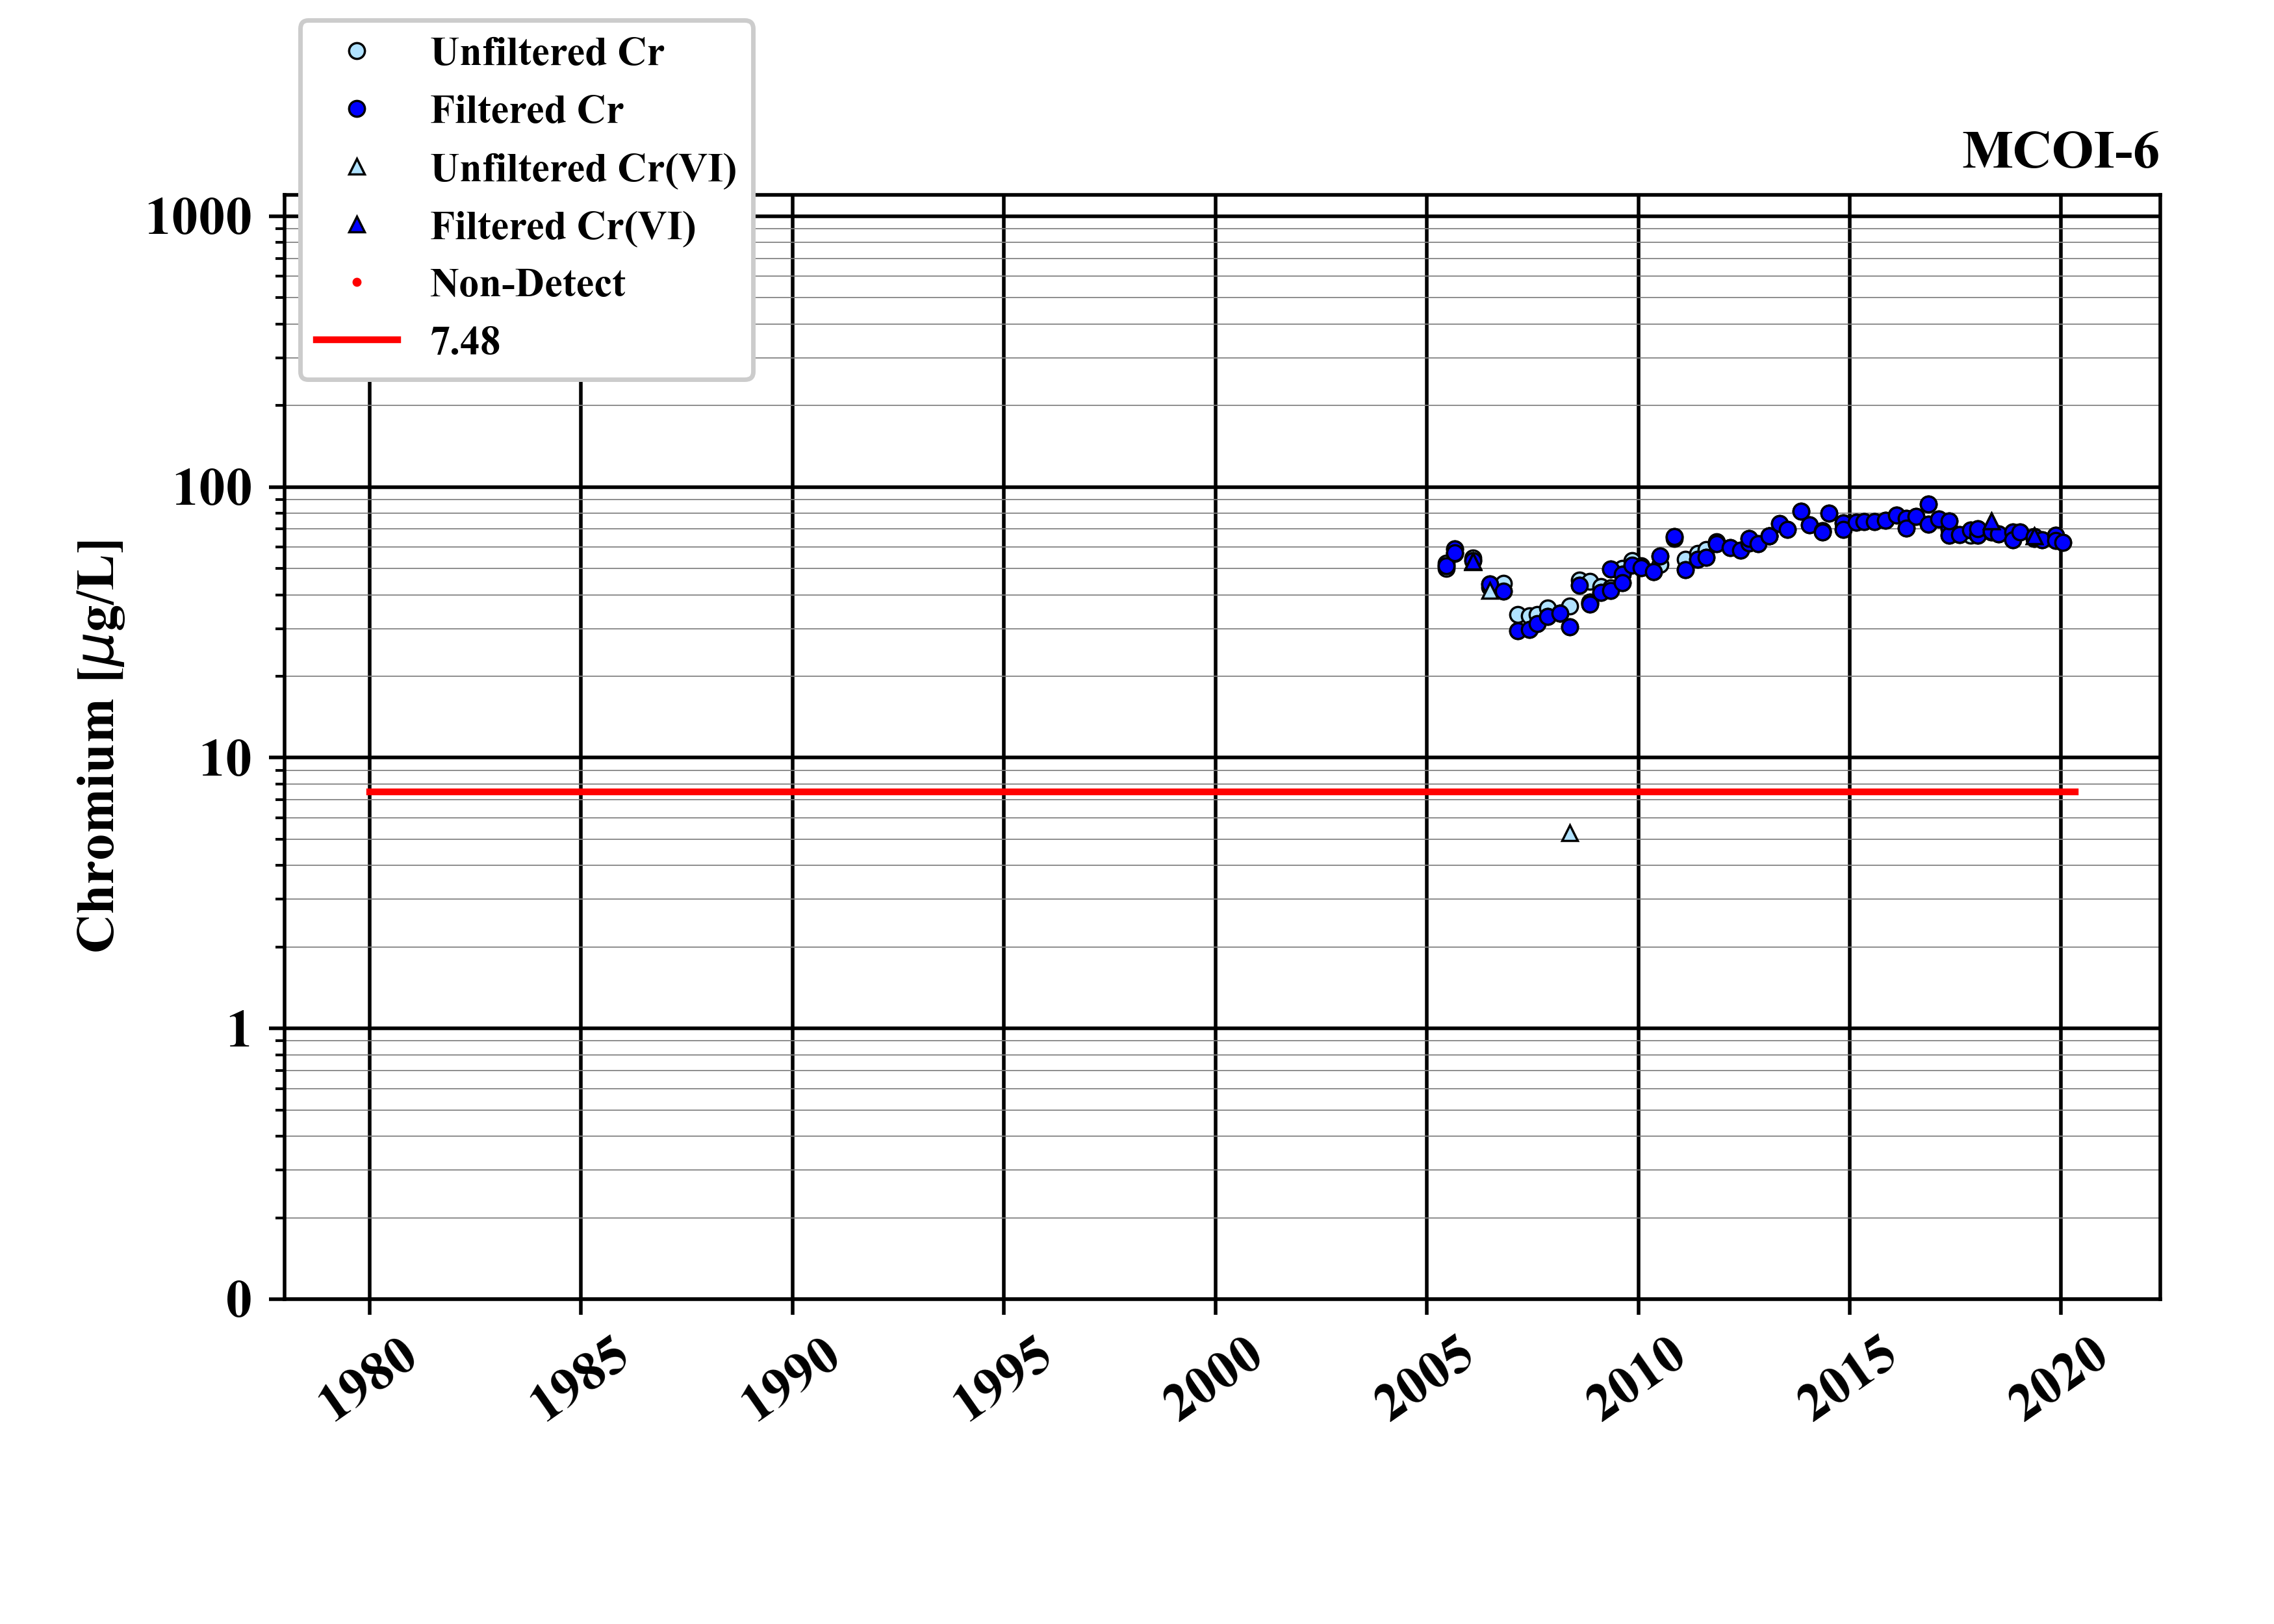 Unfiltered Cr
Filtered Cr
Unfiltered Cr(VI)
Filtered Cr(VI)
Non-Detect
7.48
MCOI-6
1000
100
10
1
0
Chromium [μg/L]
1980
1985
1990
1995
2000
2005
2010
2015
2020